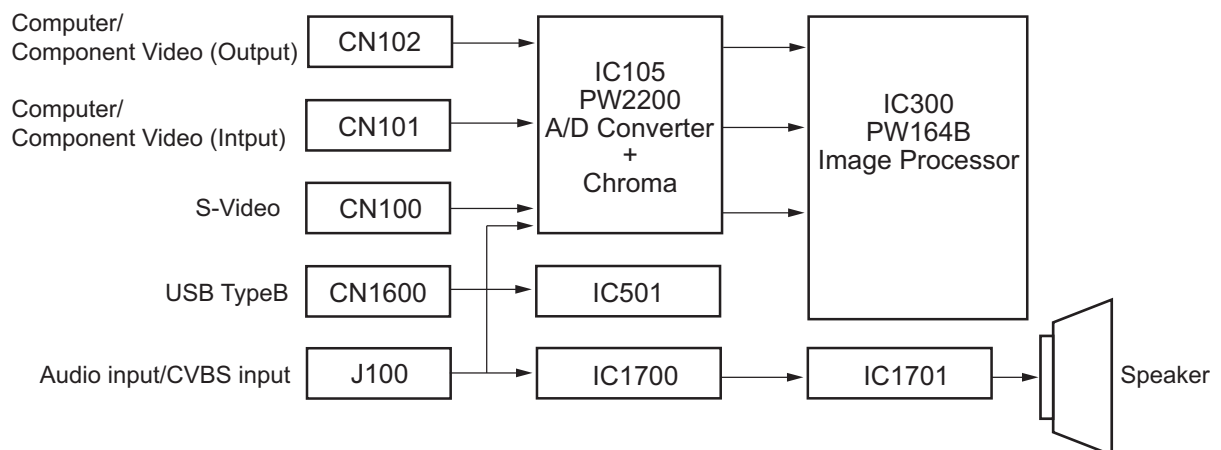 Computer/
Component Video (Output)
CN102
Computer/
Component Video (Intput)
CN101
S-Video
CN100
USB TypeB
CN1600
Audio input/CVBS input
J100
IC105
PW2200
A/D Converter
+
Chroma
IC501
IC1700
IC300
PW164B
Image Processor
IC1701
Speaker